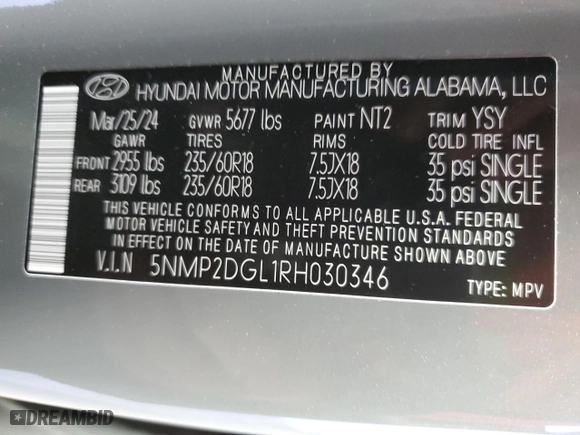 MANUFACTURED BY
HYUNDAI MOTOR MANUFACTURING ALABAMA, LLC
Mar/25/24 GVWR 5677 lbs PAINT NT2 TRIM YSY
GAWR TIRES RIMS COLD TIRE INFL
FRONT 2955 lbs 235/60R18 7.5JX18 35 psi SINGLE
REAR 3109 lbs 235/60R18 7.5JX18 35 psi SINGLE
THIS VEHICLE CONFORMS TO ALL APPLICABLE U.S.A. FEDERAL
MOTOR VEHICLE SAFETY AND THEFT PREVENTION STANDARDS
IN EFFECT ON THE DATE OF MANUFACTURE SHOWN ABOVE.
V.I.N 5NMP2DGL1RH030346
TYPE: MPV
DREAMBID